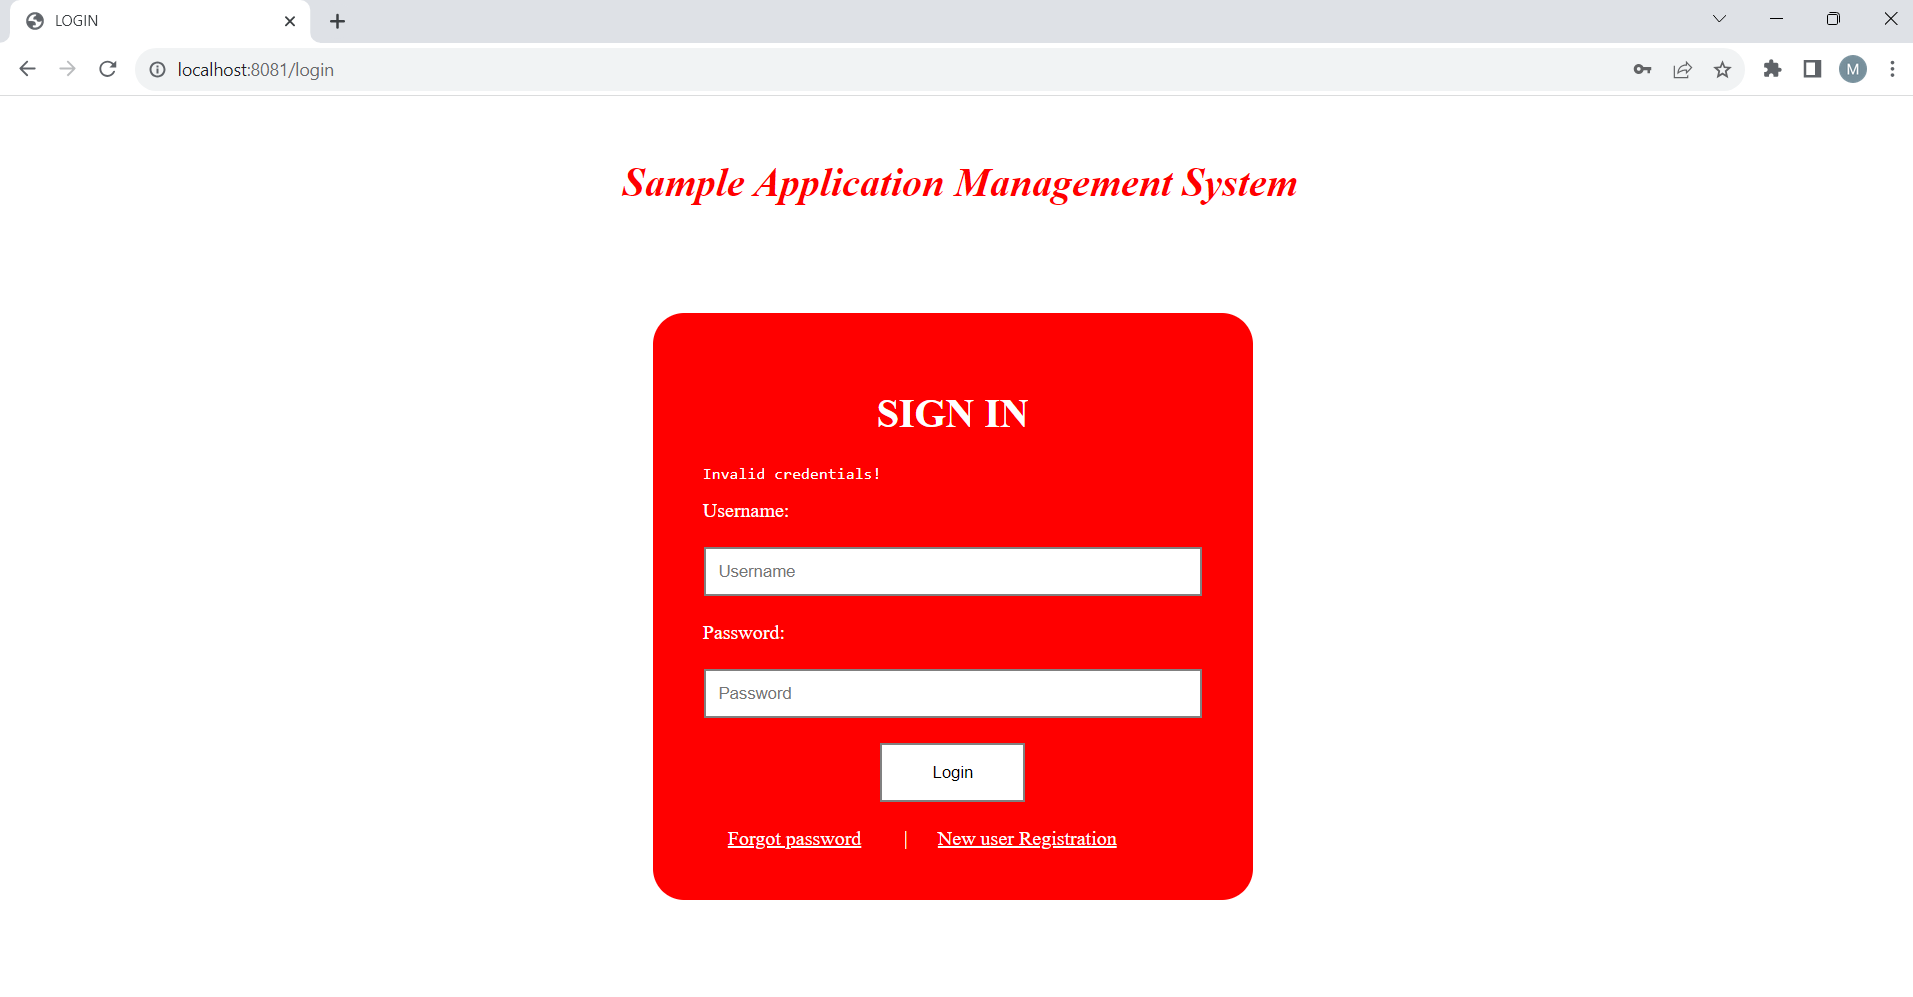 LOGIN
localhost:8081/login
M
Sample Application Management System
SIGN IN
Invalid credentials!
Username:
Username
Password:
Password
Login
Forgot password | New user Registration